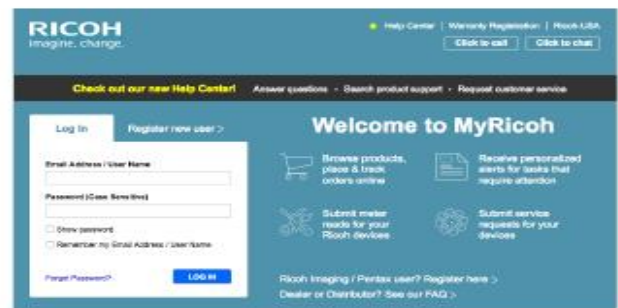 RICOH
imagine. change.
Help Center | Warranty Registration | Ricoh-USA
Click to call
Click to chat
Check out our new Help Center!
Answer questions • Search product support • Request customer service
Log In
Register new user >
Email Address / User Name
Password (Case Sensitive)
Show password
Remember my Email Address / User Name
Forgot Password?
LOG IN
Welcome to MyRicoh
Browse products,
place & track
orders online
Receive personalized
alerts for tasks that
require attention
Submit meter
reads for your
Ricoh devices
Submit service
requests for your
devices
Ricoh Imaging / Pentax user? Register here >
Dealer or Distributor? See our FAQ >